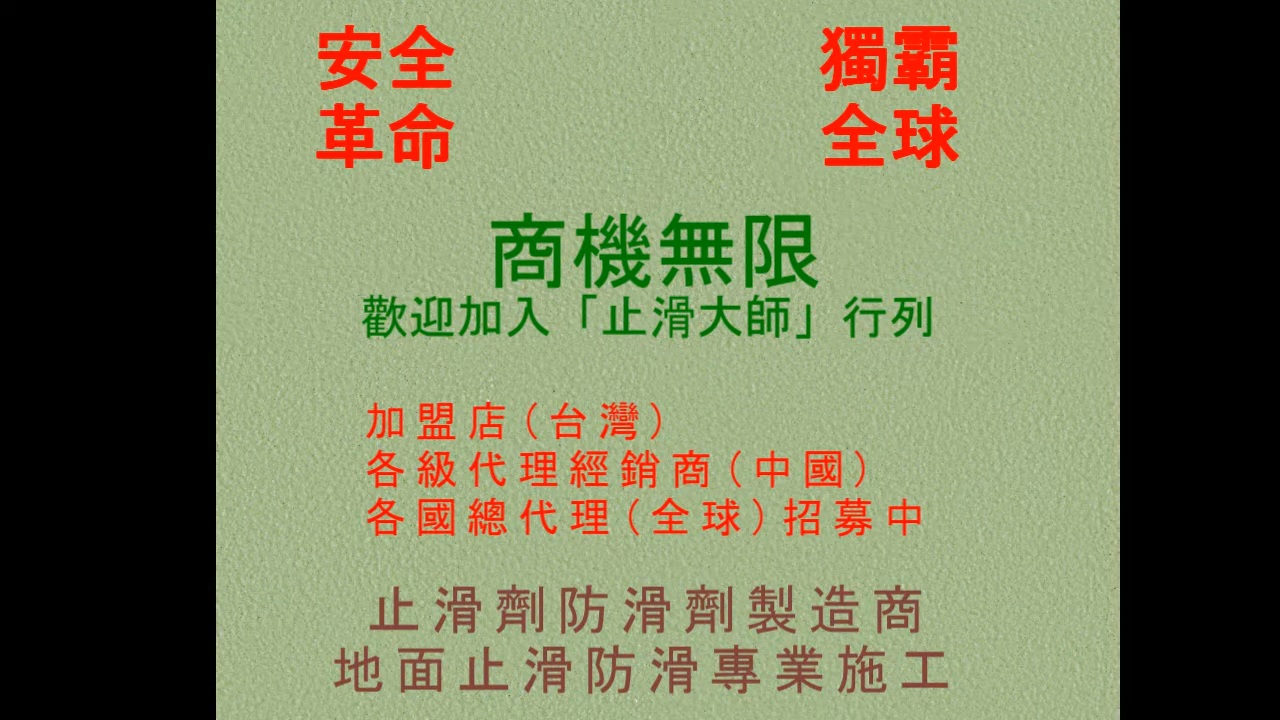 安全
革命
獨霸
全球
商機無限
歡迎加入「止滑大師」行列
加盟店(台灣)
各級代理經銷商(中國)
各國總代理(全球)招募中
止滑劑防滑劑製造商
地面止滑防滑專業施工